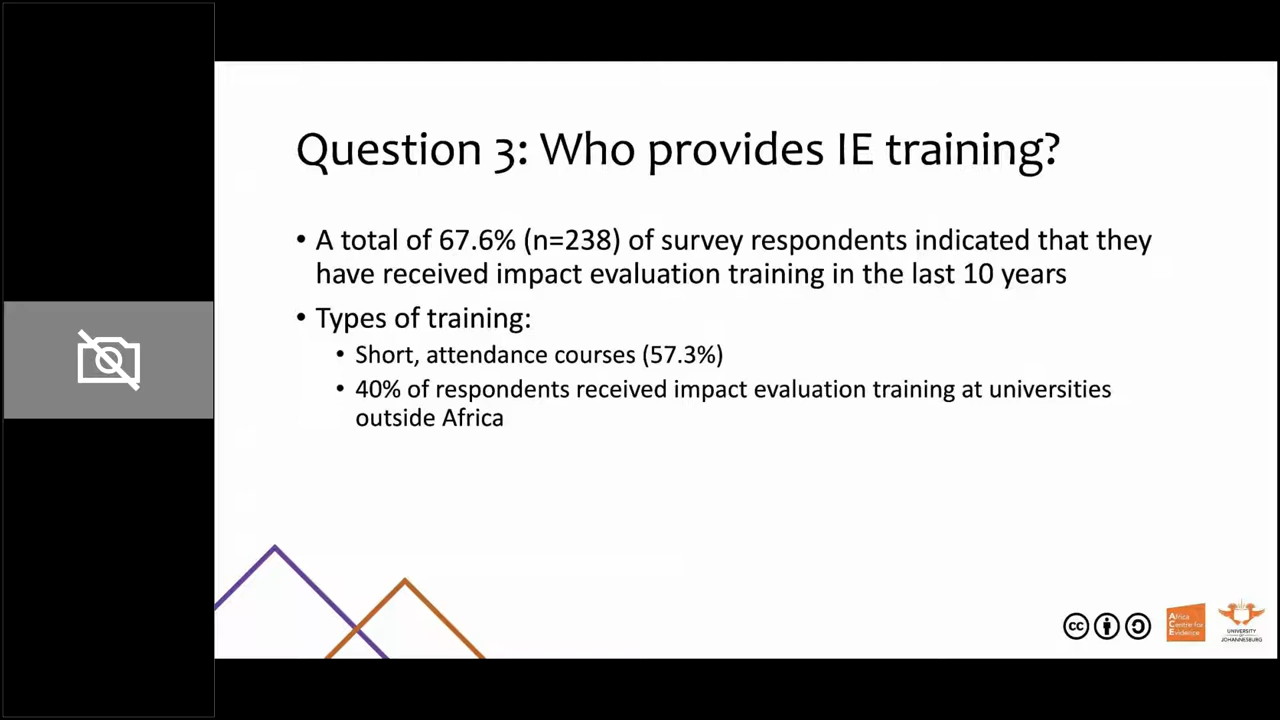 Question 3: Who provides IE training?
• A total of 67.6% (n=238) of survey respondents indicated that they
have received impact evaluation training in the last 10 years
• Types of training:
• Short, attendance courses (57.3%)
• 40% of respondents received impact evaluation training at universities
outside Africa
cc
Africa
Centre for
Evidence
UNIVERSITY
OF
JOHANNESBURG